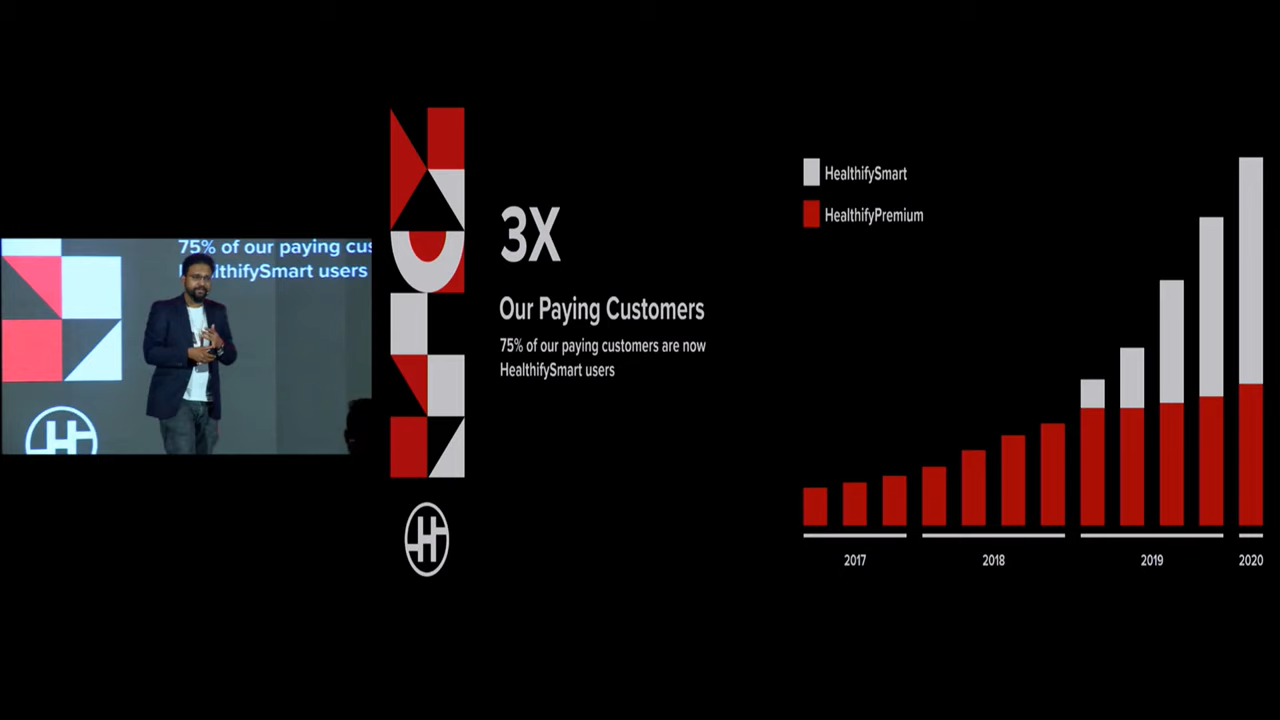 75% of our paying cus
HealthifySmart users
3X
Our Paying Customers
75% of our paying customers are now
HealthifySmart users
HealthifySmart
HealthifyPremium
2017
2018
2019
2020